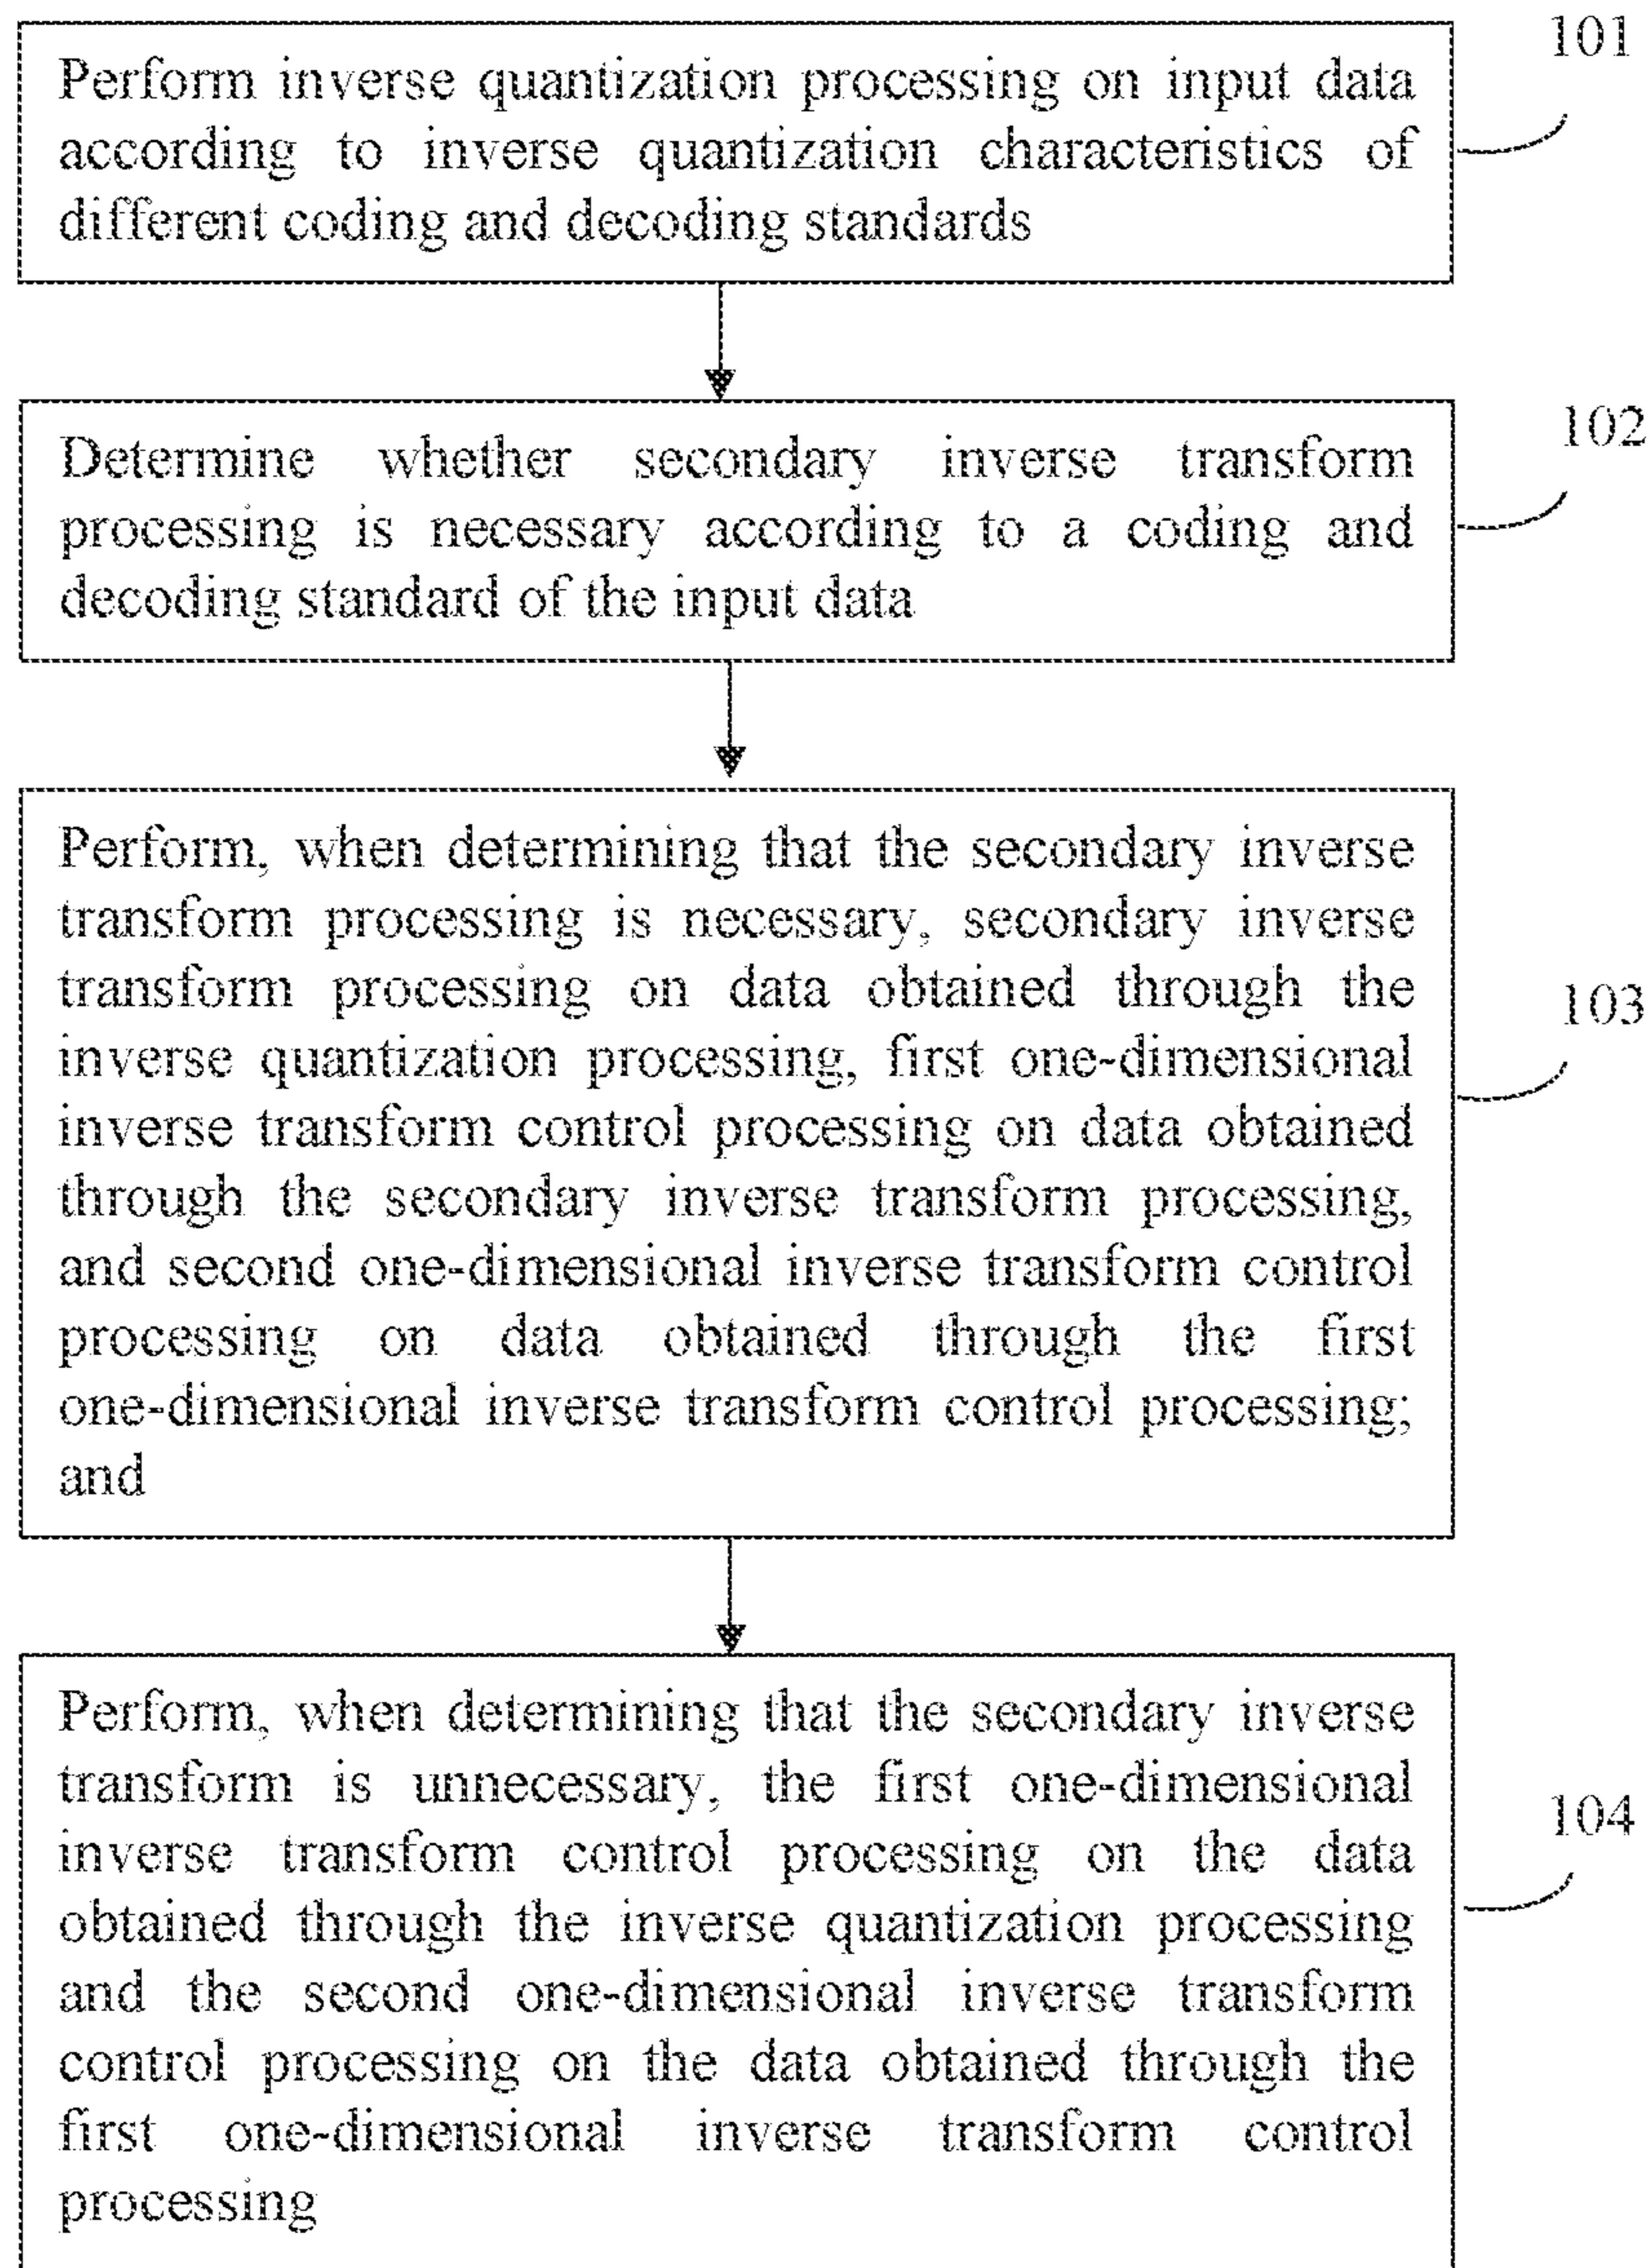 101
Perform inverse quantization processing on input data
according to inverse quantization characteristics of
different coding and decoding standards
102
Determine whether secondary inverse transform
processing is necessary according to a coding and
decoding standard of the input data
Perform, when determining that the secondary inverse
transform processing is necessary, secondary inverse
transform processing on data obtained through the
103
inverse quantization processing, first one-dimensional
inverse transform control processing on data obtained
through the secondary inverse transform processing,
and second one-dimensional inverse transform control
processing on data obtained through the first
one-dimensional inverse transform control processing;
and
Perform, when determining that the secondary inverse
transform is unnecessary, the first one-dimensional
104
inverse transform control processing on the data
obtained through the inverse quantization processing
and the second one-dimensional inverse transform
control processing on the data obtained through the
first one-dimensional inverse transform control
processing